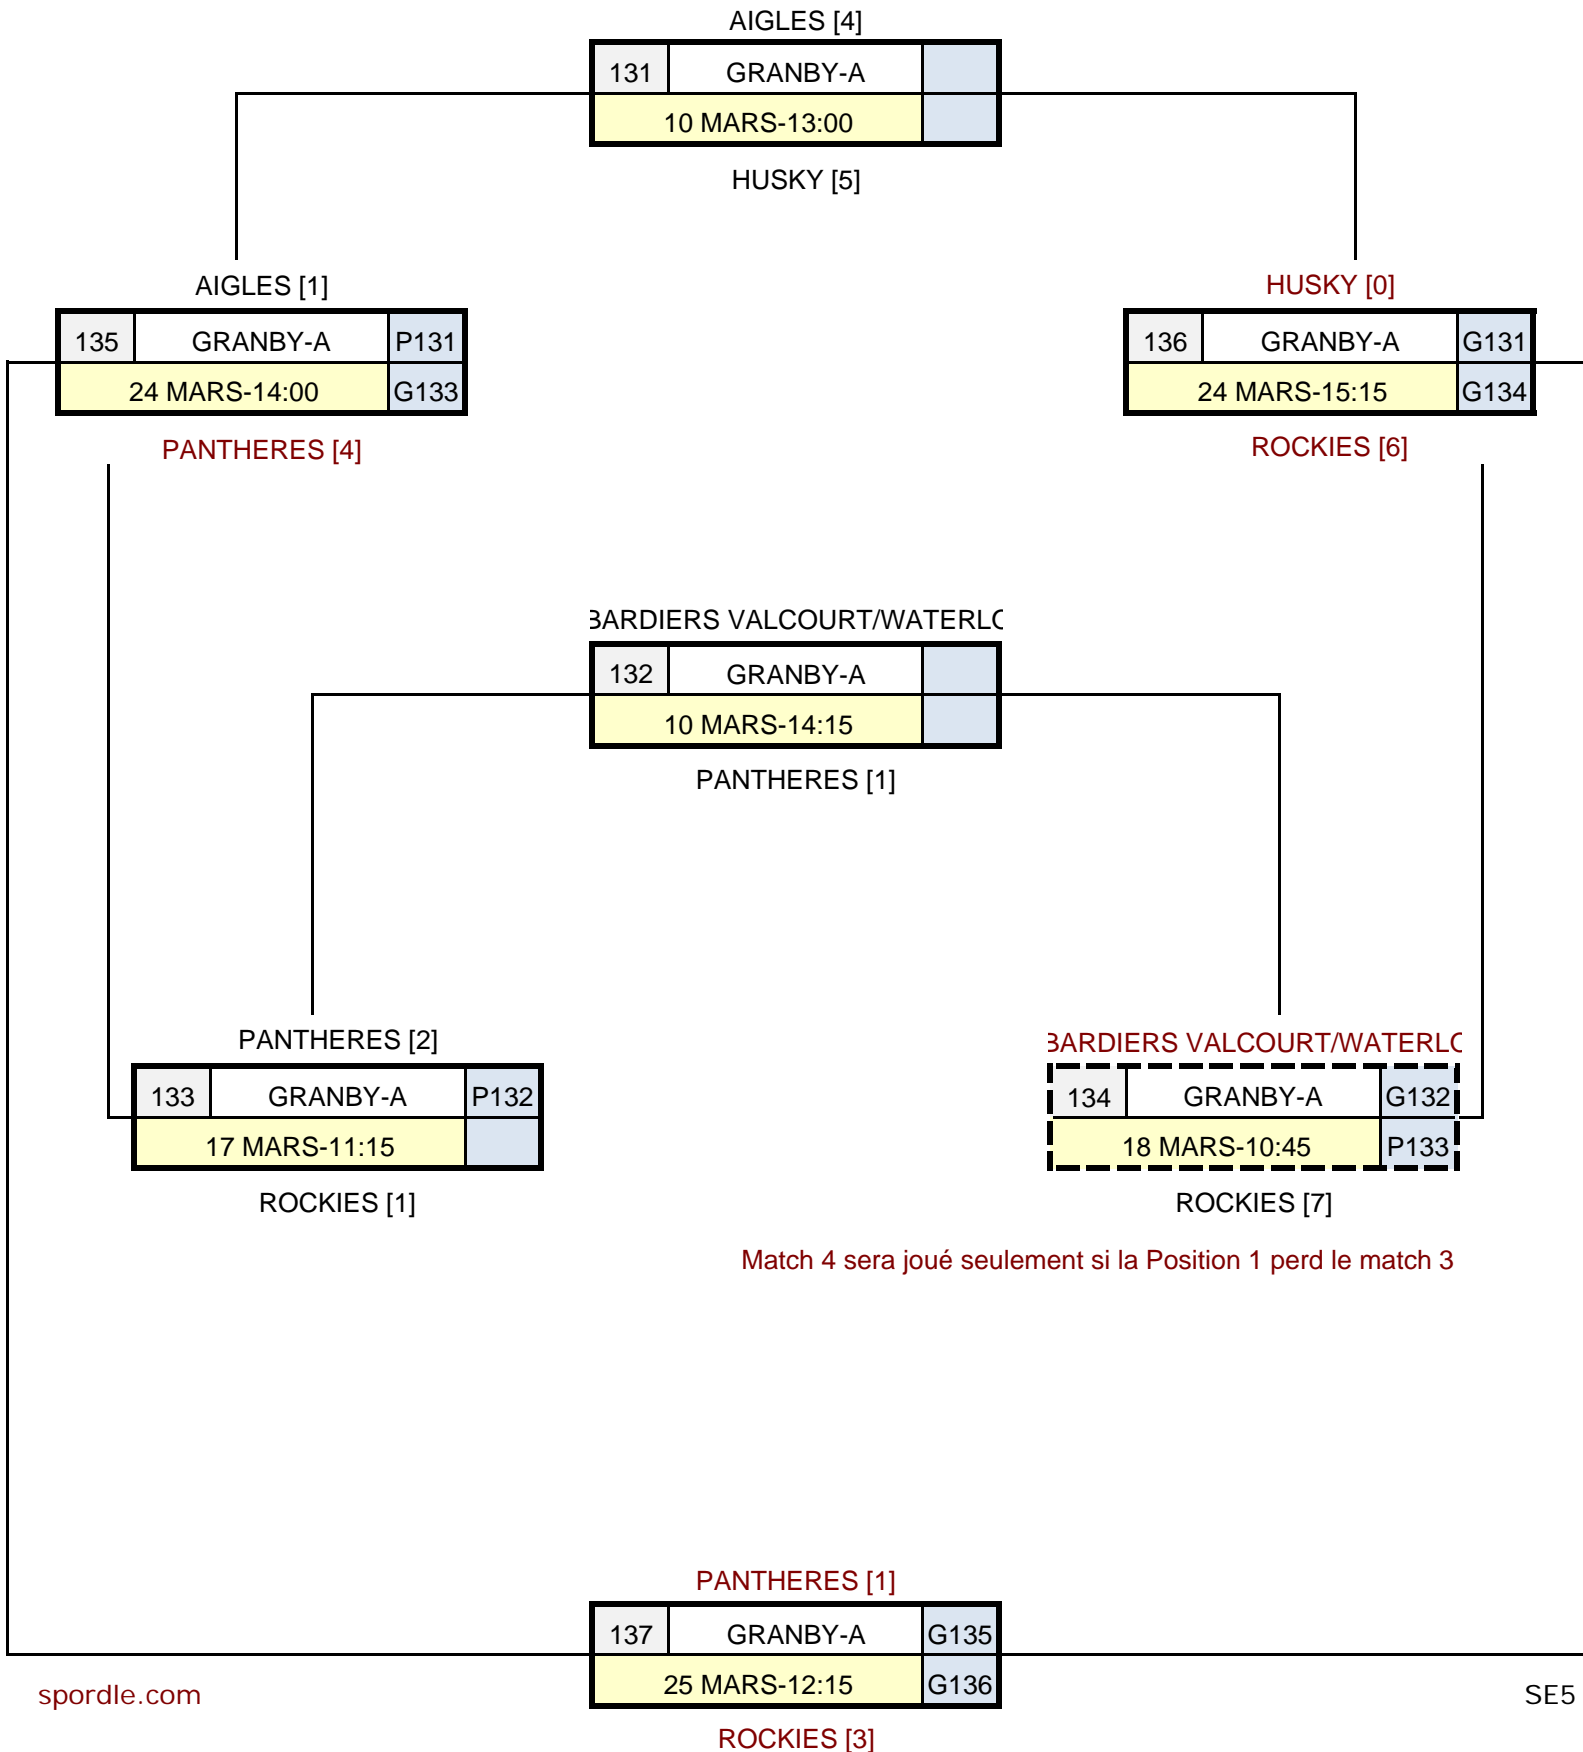 AIGLES [4]
131 GRANBY-A
10 MARS-13:00
HUSKY [5]
AIGLES [1]
135 GRANBY-A P131
24 MARS-14:00 G133
PANTHERES [4]
HUSKY [0]
136 GRANBY-A G131
24 MARS-15:15 G134
ROCKIES [6]
BARDIERS VALCOURT/WATERLO
132 GRANBY-A
10 MARS-14:15
PANTHERES [1]
PANTHERES [2]
133 GRANBY-A P132
17 MARS-11:15
ROCKIES [1]
BARDIERS VALCOURT/WATERLO
134 GRANBY-A G132
18 MARS-10:45 P133
ROCKIES [7]
Match 4 sera joué seulement si la Position 1 perd le match 3
PANTHERES [1]
137 GRANBY-A G135
25 MARS-12:15 G136
ROCKIES [3]
spordle.com
SE5